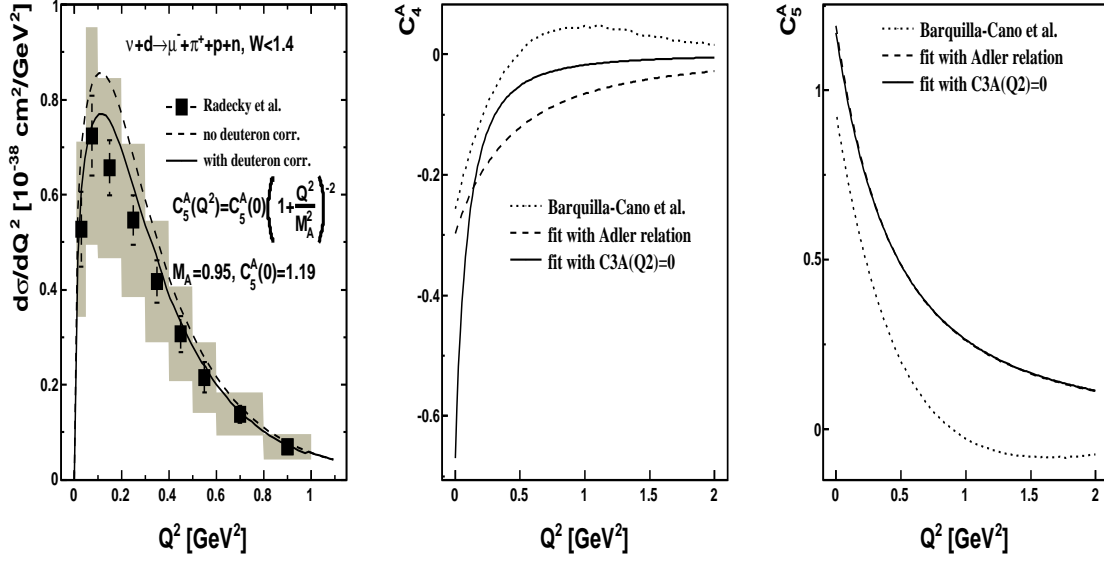 dσ/dQ² [10⁻³⁸ cm²/GeV²]
1
0.8
0.6
0.4
0.2
0
ν+d→μ⁻+π⁺+p+n, W<1.4
Radecky et al.
no deuteron corr.
with deuteron corr.
C₅ᴬ(Q²)=C₅ᴬ(0)(1+Q²/M_A²)⁻²
M_A=0.95, C₅ᴬ(0)=1.19
0 0.2 0.4 0.6 0.8 1
Q² [GeV²]
C₄ᴬ
0
-0.2
-0.4
-0.6
Barquilla-Cano et al.
fit with Adler relation
fit with C3A(Q2)=0
0 0.5 1 1.5 2
Q² [GeV²]
C₅ᴬ
1
0.5
0
Barquilla-Cano et al.
fit with Adler relation
fit with C3A(Q2)=0
0 0.5 1 1.5 2
Q² [GeV²]